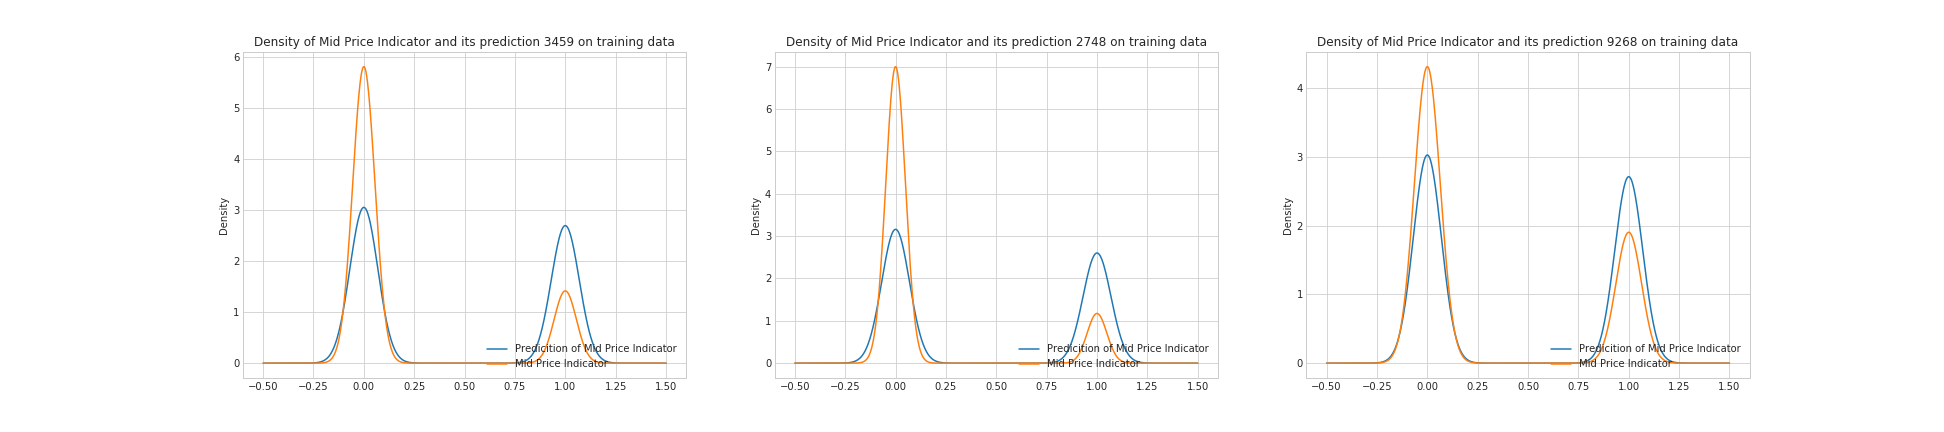 Density of Mid Price Indicator and its prediction 3459 on training data
6
5
4
3
2
1
0
Density
−0.50 −0.25 0.00 0.25 0.50 0.75 1.00 1.25 1.50
Predicition of Mid Price Indicator
Mid Price Indicator
Density of Mid Price Indicator and its prediction 2748 on training data
7
6
5
4
3
2
1
0
Density
−0.50 −0.25 0.00 0.25 0.50 0.75 1.00 1.25 1.50
Predicition of Mid Price Indicator
Mid Price Indicator
Density of Mid Price Indicator and its prediction 9268 on training data
4
3
2
1
0
Density
−0.50 −0.25 0.00 0.25 0.50 0.75 1.00 1.25 1.50
Predicition of Mid Price Indicator
Mid Price Indicator